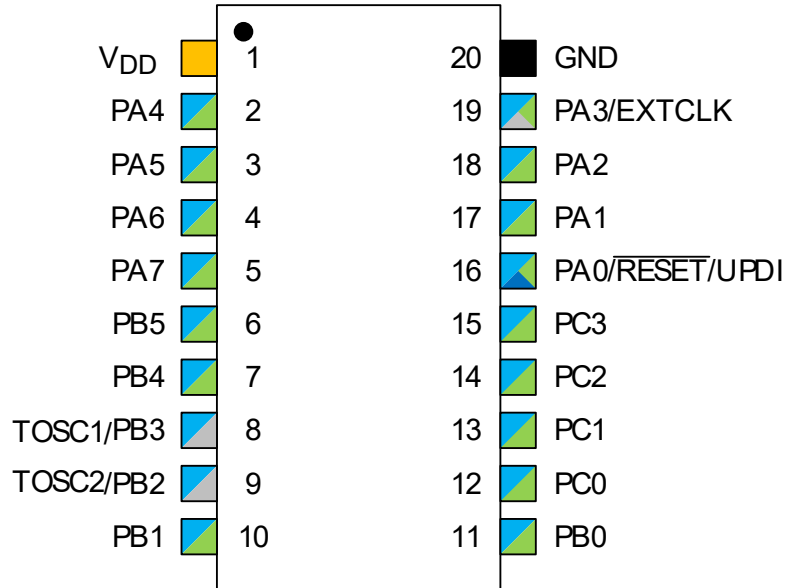 VDD 1 20 GND
PA4 2 19 PA3/EXTCLK
PA5 3 18 PA2
PA6 4 17 PA1
PA7 5 16 PA0/RESET/UPDI
PB5 6 15 PC3
PB4 7 14 PC2
TOSC1/PB3 8 13 PC1
TOSC2/PB2 9 12 PC0
PB1 10 11 PB0